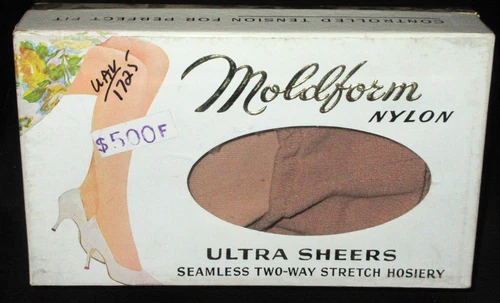 CONTROLLED TENSION FOR PERFECT FIT
UAK
1725
$500F
Moldform
NYLON
ULTRA SHEERS
SEAMLESS TWO-WAY STRETCH HOSIERY